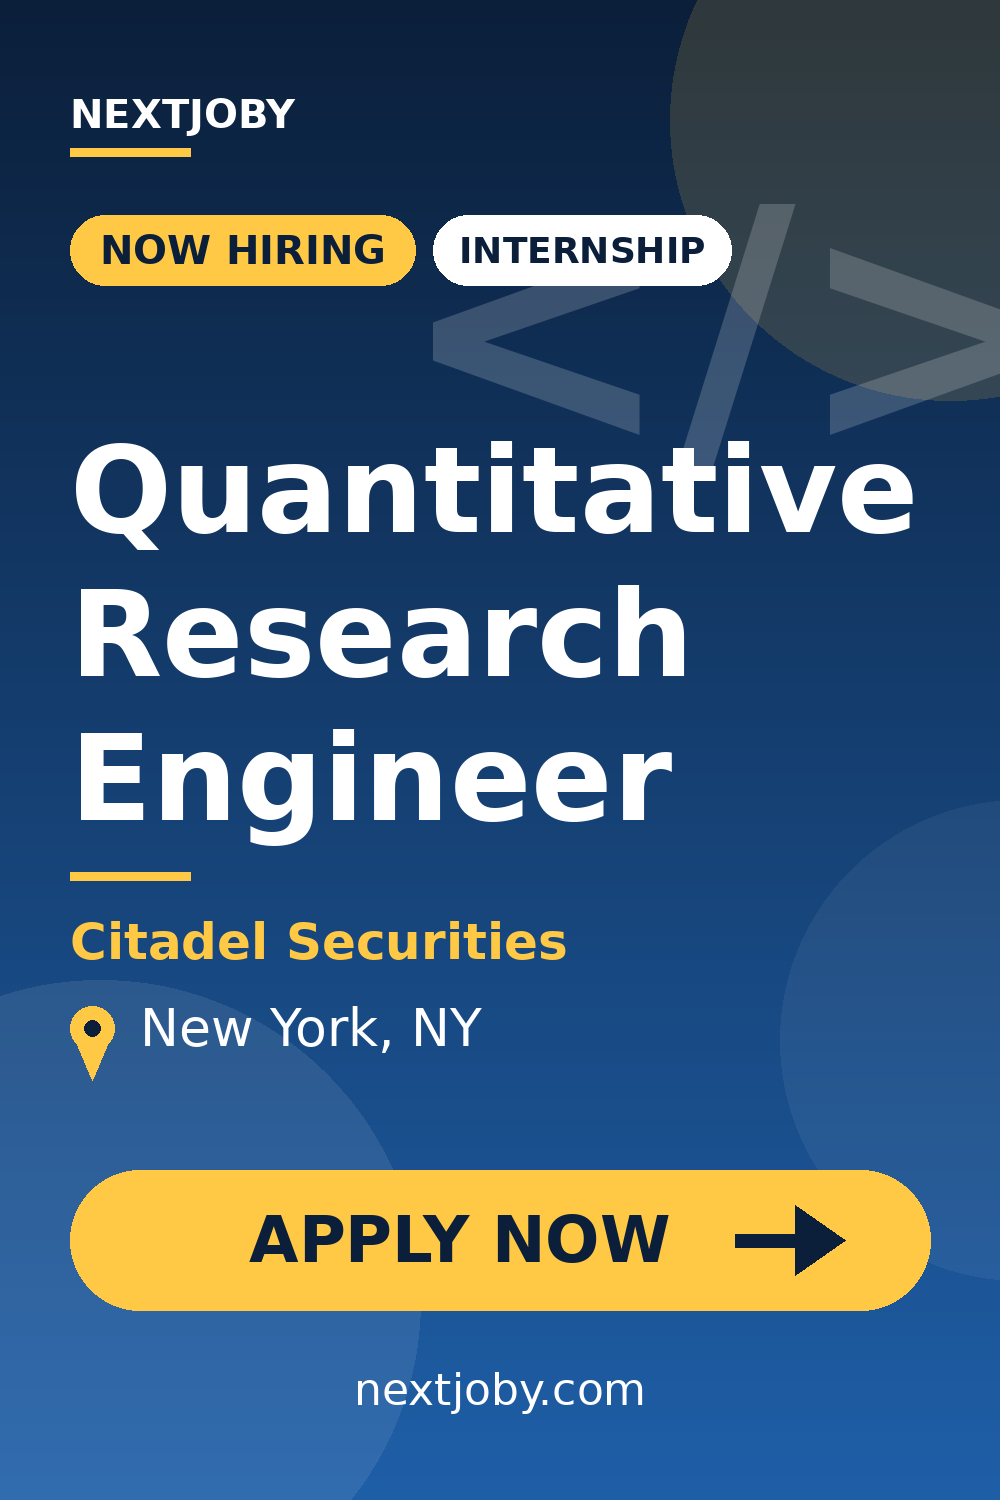 NEXTJOBY
NOW HIRING INTERNSHIP
</>
Quantitative
Research
Engineer
Citadel Securities
New York, NY
APPLY NOW
nextjoby.com